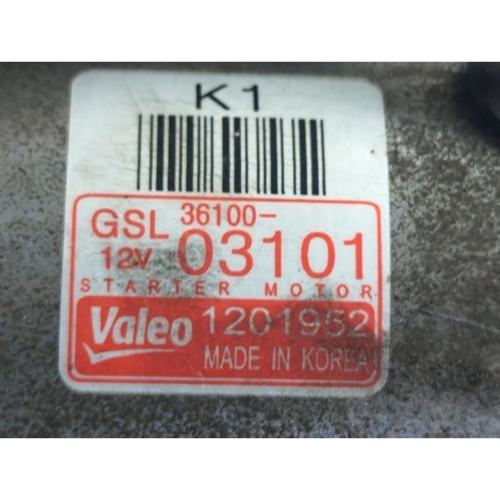 K1
GSL 36100-
12V 03101
STARTER MOTOR
Valeo 1201952
MADE IN KOREA